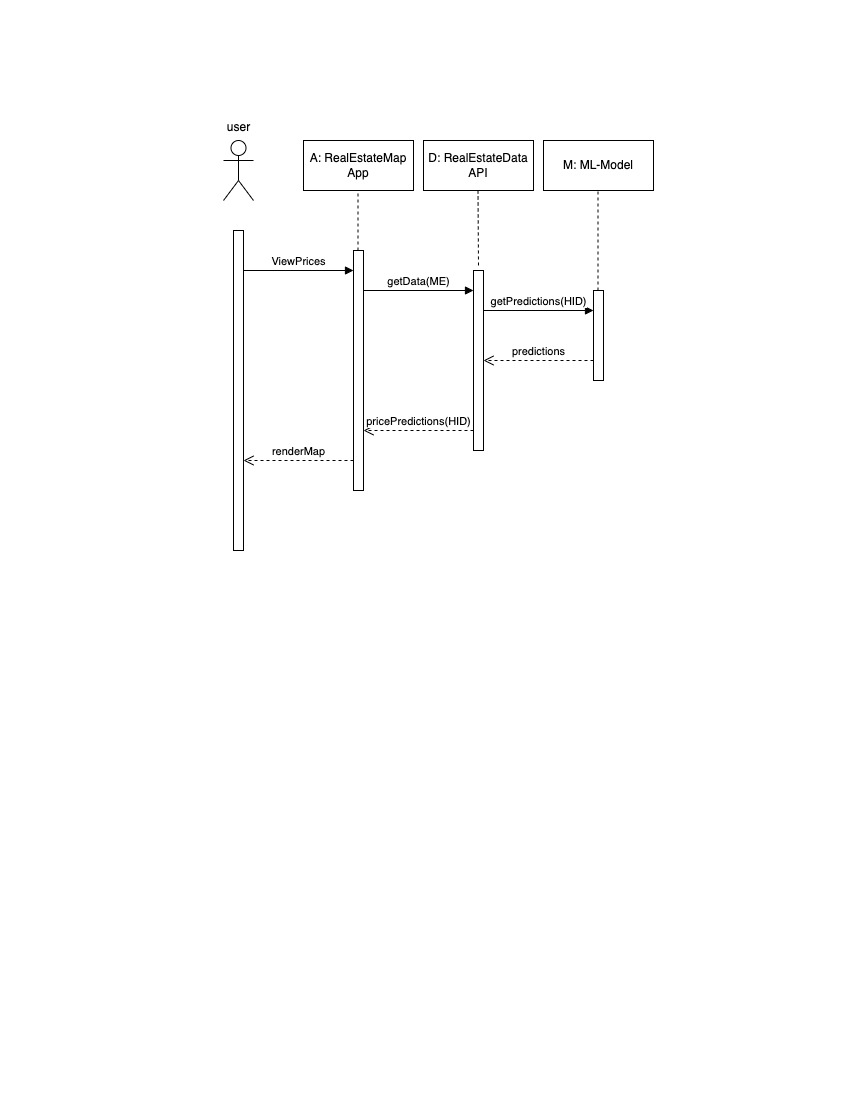 user
A: RealEstateMap
App
D: RealEstateData
API
M: ML-Model
ViewPrices
getData(ME)
getPredictions(HID)
predictions
pricePredictions(HID)
renderMap